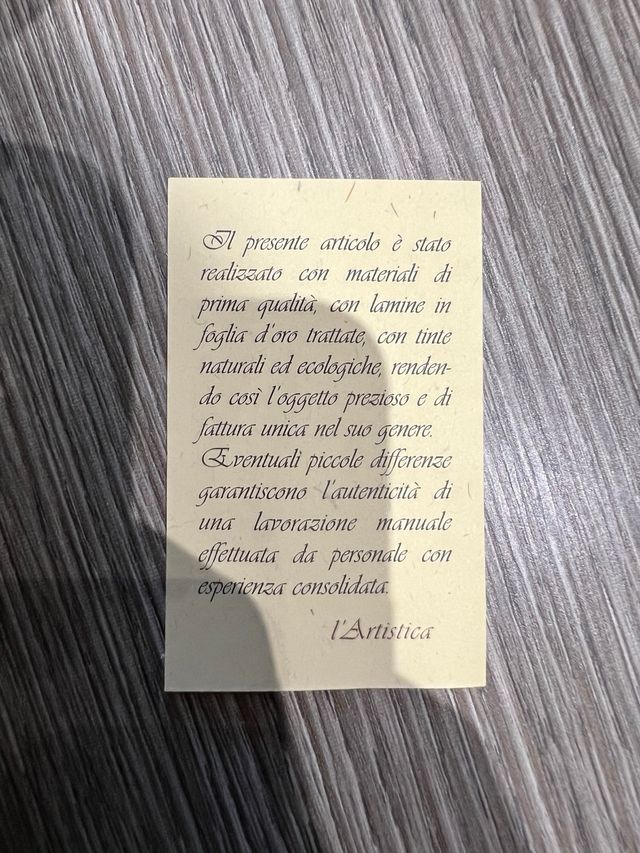 Il presente articolo è stato
realizzato con materiali di
prima qualità, con lamine in
foglia d'oro trattate, con tinte
naturali ed ecologiche, renden-
do così l'oggetto prezioso e di
fattura unica nel suo genere.
Eventuali piccole differenze
garantiscono l'autenticità di
una lavorazione manuale
effettuata da personale con
esperienza consolidata.
l'Artistica